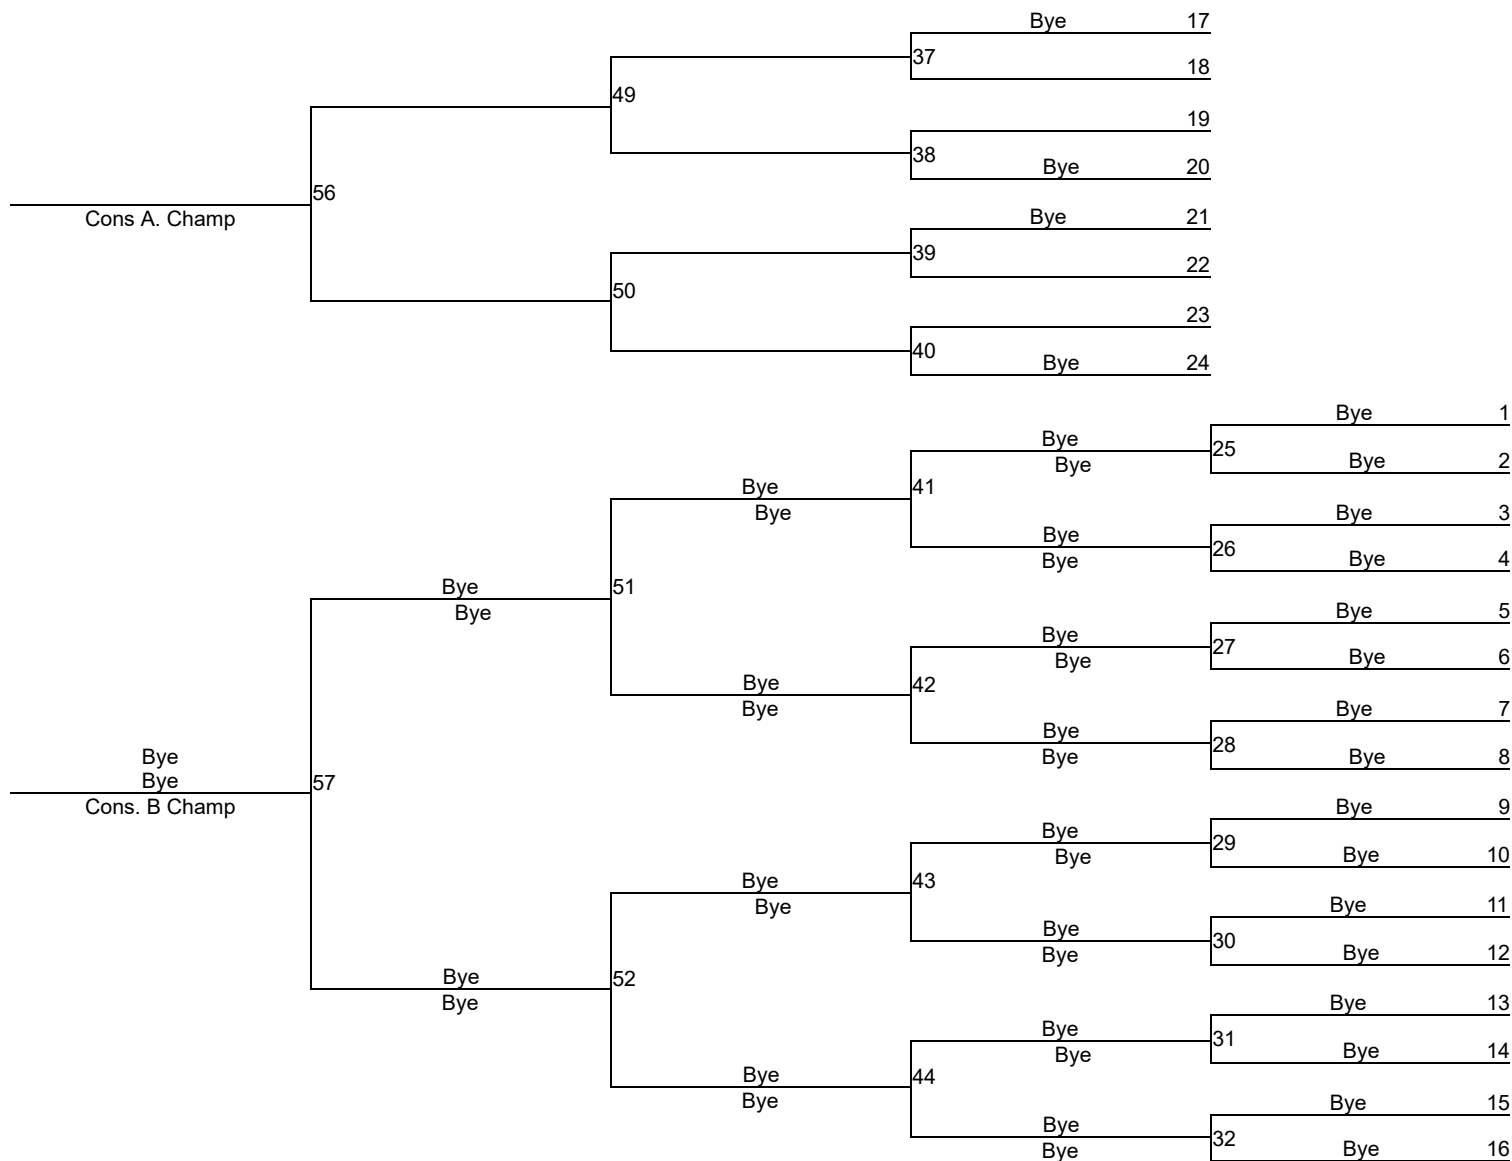 Bye 17
37
18
49
19
38
Bye 20
56
Cons A. Champ
Bye 21
39
22
50
23
40
Bye 24
Bye 1
Bye
25
Bye
Bye 2
Bye
41
Bye
Bye 3
Bye
26
Bye
Bye 4
Bye
51
Bye
Bye 5
Bye
27
Bye
Bye 6
Bye
42
Bye
Bye 7
Bye
28
Bye
Bye 8
Bye
Bye
57
Cons. B Champ
Bye 9
Bye
29
Bye
Bye 10
Bye
43
Bye
Bye 11
Bye
30
Bye
Bye 12
Bye
52
Bye
Bye 13
Bye
31
Bye
Bye 14
Bye
44
Bye
Bye 15
Bye
32
Bye
Bye 16